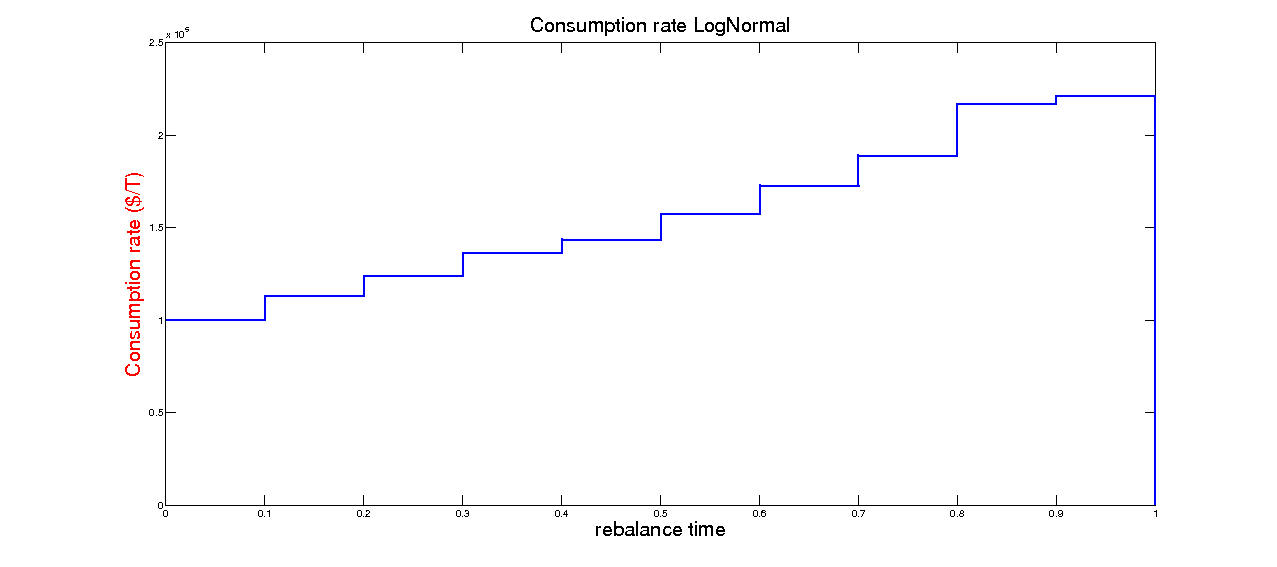 Consumption rate LogNormal
x 10^5
2.5
2
1.5
1
0.5
0
Consumption rate ($/T)
0 0.1 0.2 0.3 0.4 0.5 0.6 0.7 0.8 0.9 1
rebalance time